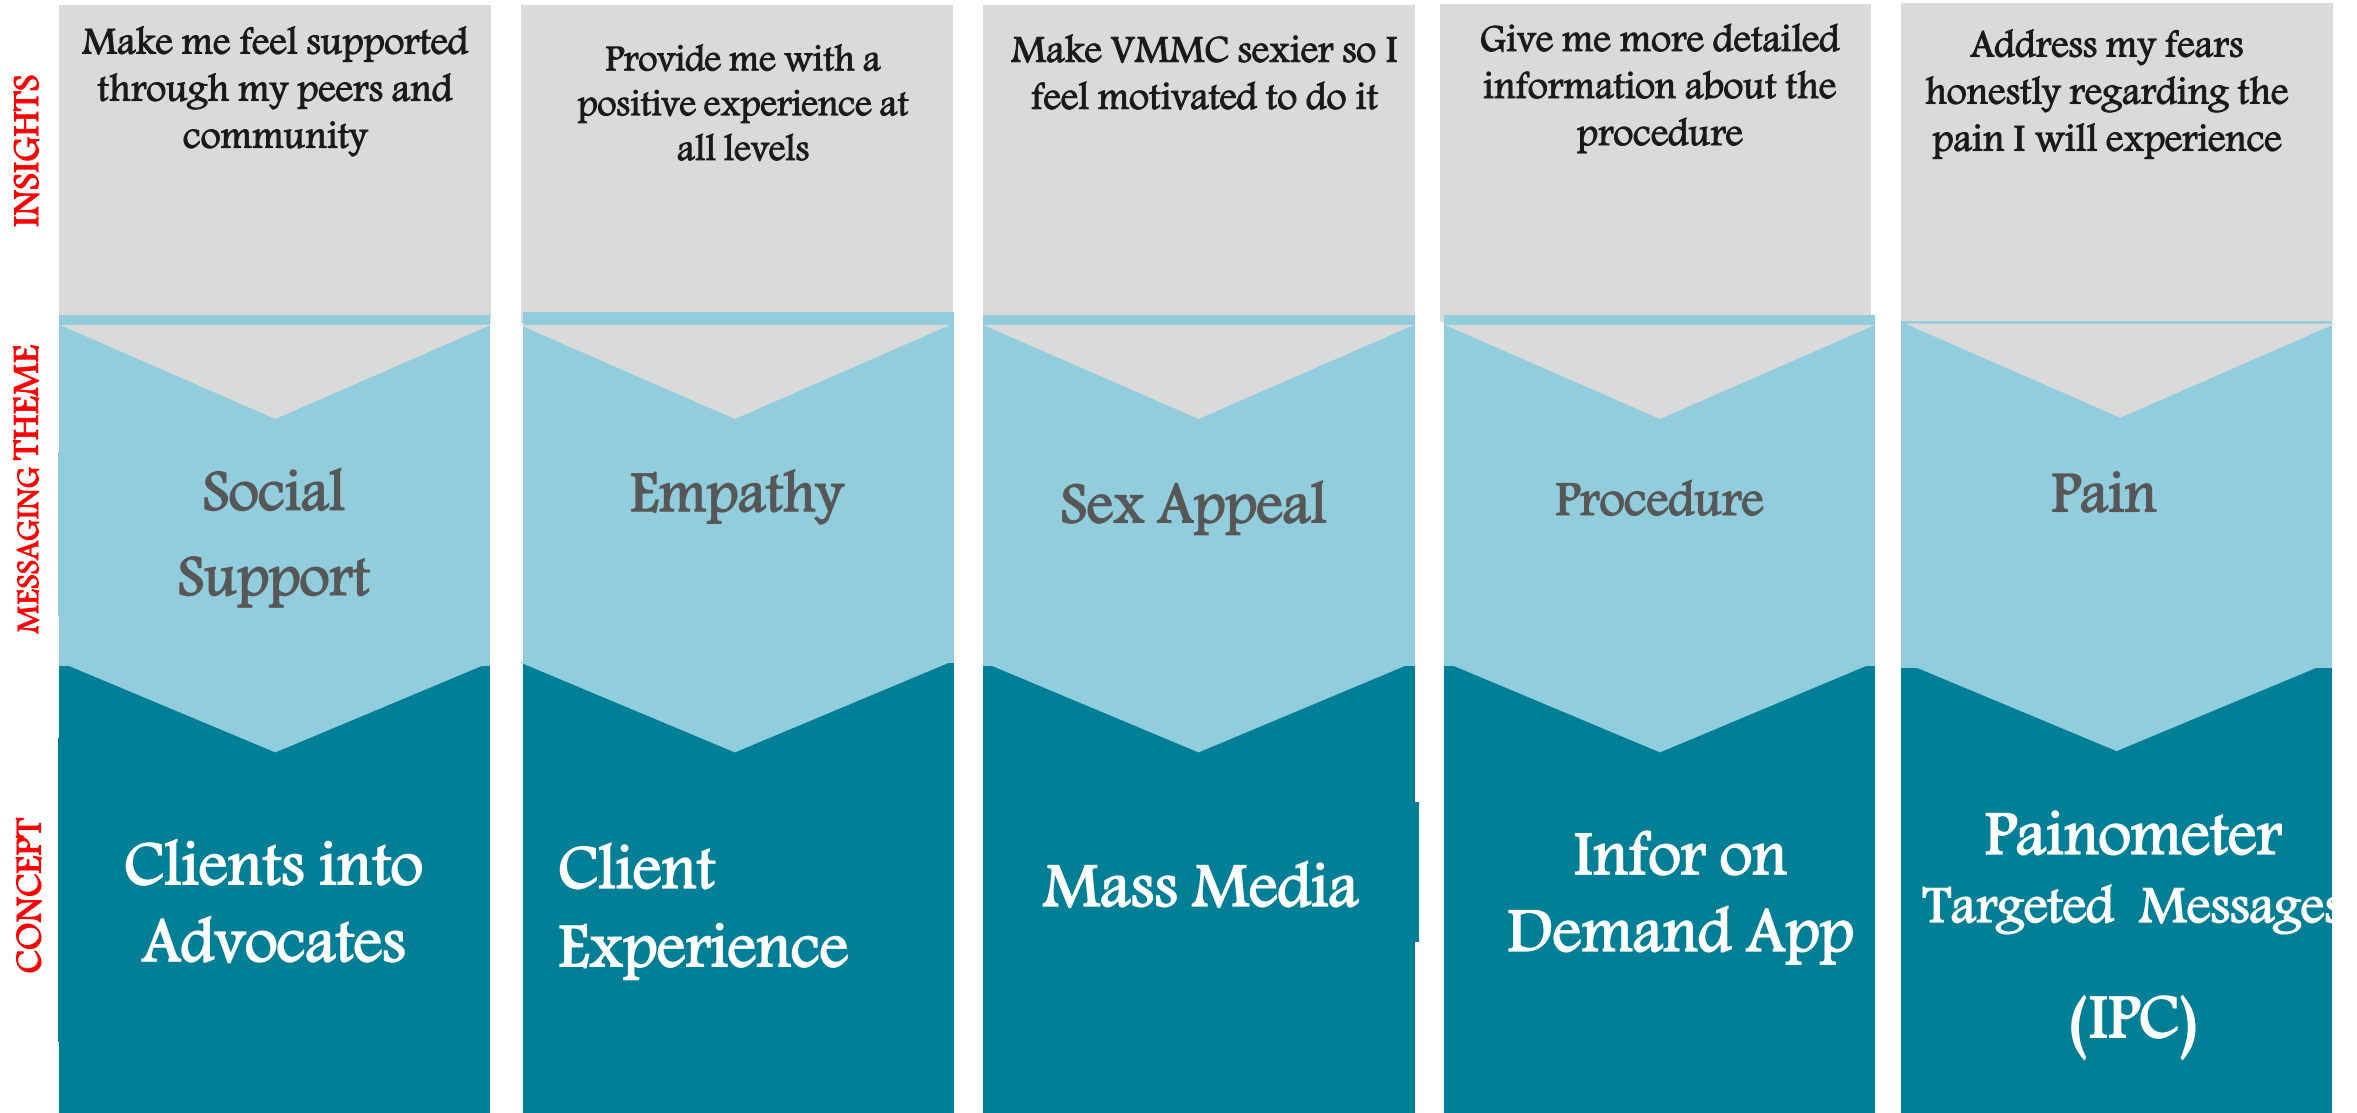 INSIGHTS
Make me feel supported
through my peers and
community
Provide me with a
positive experience at
all levels
Make VMMC sexier so I
feel motivated to do it
Give me more detailed
information about the
procedure
Address my fears
honestly regarding the
pain I will experience
MESSAGING THEME
Social
Support
Empathy
Sex Appeal
Procedure
Pain
CONCEPT
Clients into
Advocates
Client
Experience
Mass Media
Infor on
Demand App
Painometer
Targeted Messages
(IPC)